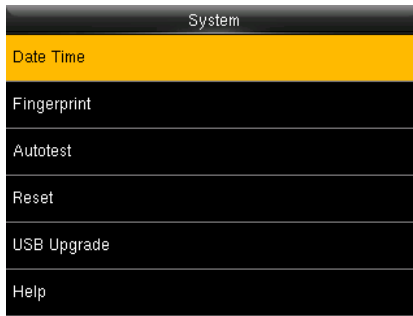 System
Date Time
Fingerprint
Autotest
Reset
USB Upgrade
Help